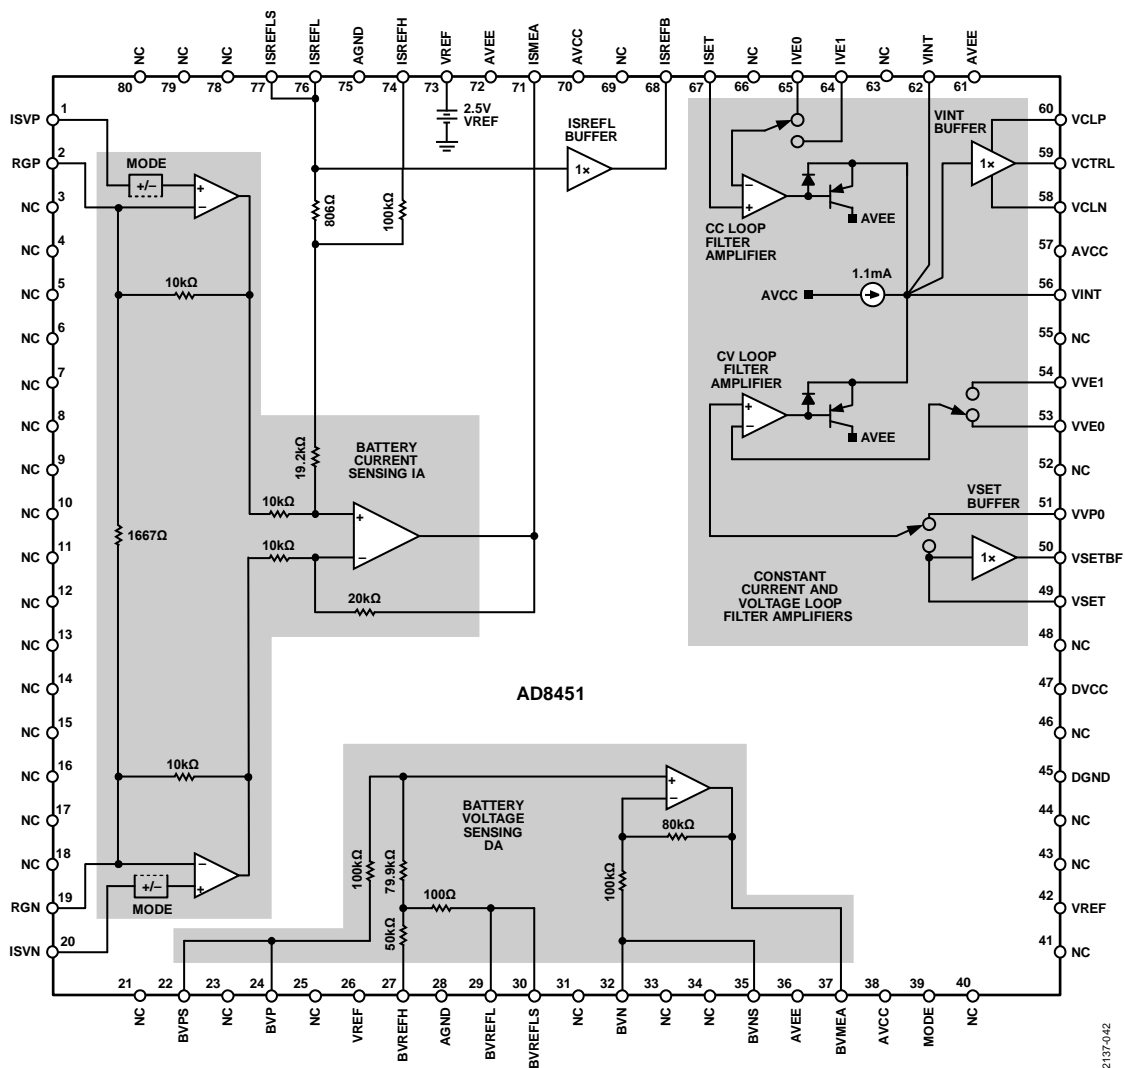 NC
NC
NC
ISREFLS
ISREFL
AGND
ISREFH
VREF
AVEE
ISMEA
AVCC
NC
ISREFB
ISET
NC
IVE0
IVE1
NC
VINT
AVEE
80
79
78
77
76
75
74
73
72
71
70
69
68
67
66
65
64
63
62
61
ISVP
1
RGP
2
NC
3
NC
4
NC
5
NC
6
NC
7
NC
8
NC
9
NC
10
NC
11
NC
12
NC
13
NC
14
NC
15
NC
16
NC
17
NC
18
RGN
19
ISVN
20
MODE
+/−
+
−
10kΩ
1667Ω
10kΩ
−
+
+/−
MODE
2.5V
VREF
ISREFL
BUFFER
1×
806Ω
100kΩ
19.2kΩ
BATTERY
CURRENT
SENSING IA
10kΩ
+
10kΩ
−
20kΩ
−
+
AVEE
CC LOOP
FILTER
AMPLIFIER
VINT
BUFFER
1×
1.1mA
AVCC
CV LOOP
FILTER
AMPLIFIER
+
−
AVEE
VSET
BUFFER
1×
CONSTANT
CURRENT AND
VOLTAGE LOOP
FILTER AMPLIFIERS
AD8451
60
VCLP
59
VCTRL
58
VCLN
57
AVCC
56
VINT
55
NC
54
VVE1
53
VVE0
52
NC
51
VVP0
50
VSETBF
49
VSET
48
NC
47
DVCC
46
NC
45
DGND
44
NC
43
NC
42
VREF
41
NC
BATTERY
VOLTAGE
SENSING
DA
+
−
80kΩ
100kΩ
79.9kΩ
100Ω
50kΩ
100kΩ
21
22
23
24
25
26
27
28
29
30
31
32
33
34
35
36
37
38
39
40
NC
BVPS
NC
BVP
NC
VREF
BVREFH
AGND
BVREFL
BVREFLS
NC
BVN
NC
NC
BVNS
AVEE
BVMEA
AVCC
MODE
NC
2137-042